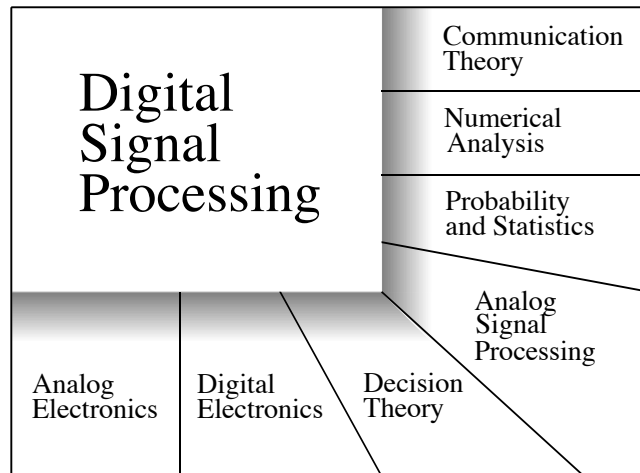 Digital
Signal
Processing
Communication
Theory
Numerical
Analysis
Probability
and Statistics
Analog
Signal
Processing
Decision
Theory
Digital
Electronics
Analog
Electronics